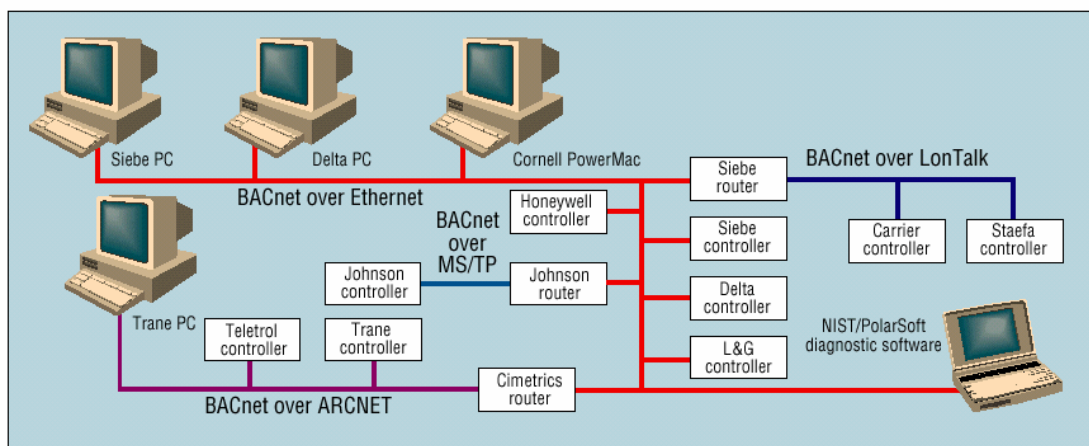 Siebe PC
Delta PC
Cornell PowerMac
BACnet over Ethernet
Siebe
router
BACnet over LonTalk
Honeywell
controller
Siebe
controller
Carrier
controller
Staefa
controller
BACnet
over
MS/TP
Johnson
controller
Johnson
router
Delta
controller
Trane PC
Teletrol
controller
Trane
controller
L&G
controller
NIST/PolarSoft
diagnostic software
BACnet over ARCNET
Cimetrics
router